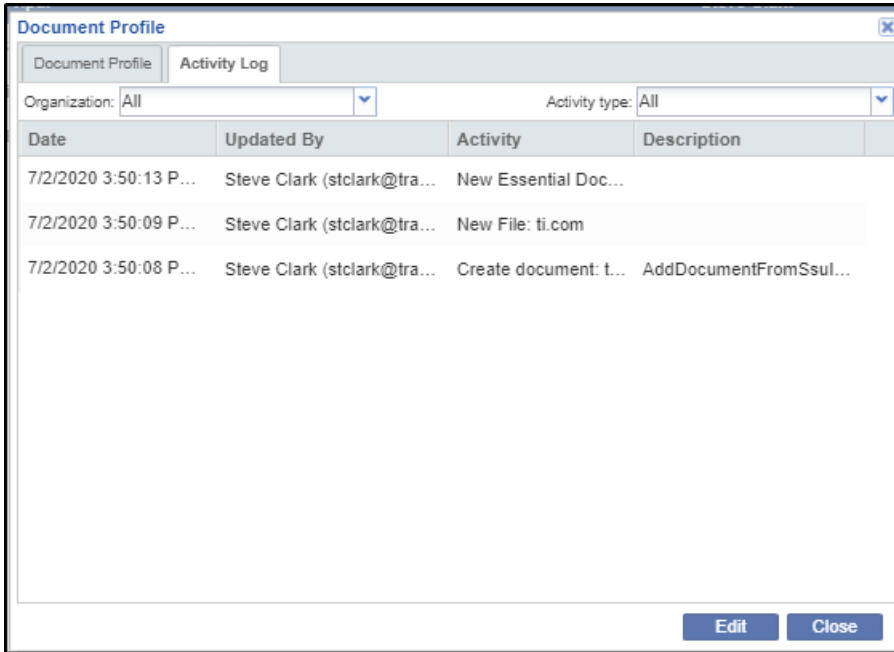 Document Profile
Document Profile Activity Log
Organization: All Activity type: All
Date Updated By Activity Description
7/2/2020 3:50:13 P... Steve Clark (stclark@tra... New Essential Doc...
7/2/2020 3:50:09 P... Steve Clark (stclark@tra... New File: ti.com
7/2/2020 3:50:08 P... Steve Clark (stclark@tra... Create document: t... AddDocumentFromSsul...
Edit Close